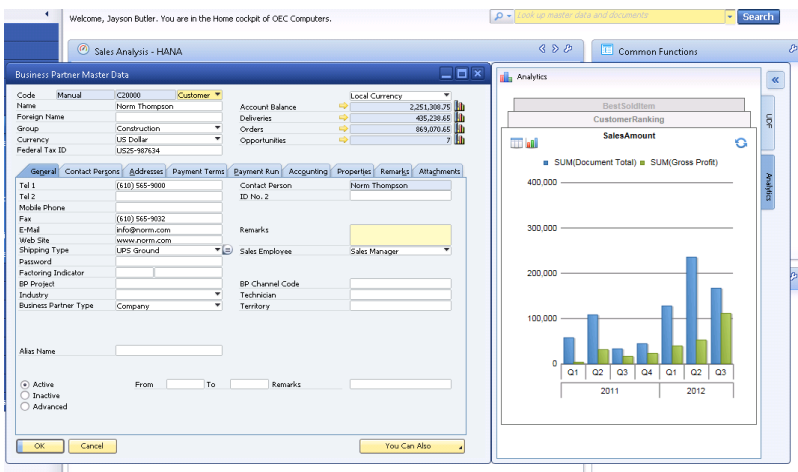 Welcome, Jayson Butler. You are in the Home cockpit of OEC Computers.
Look up master data and documents
Search
Sales Analysis - HANA
Common Functions
Business Partner Master Data
Code Manual C20000 Customer
Name Norm Thompson
Foreign Name
Group Construction
Currency US Dollar
Federal Tax ID US25-987634
Local Currency
Account Balance 2,251,308.75
Deliveries 435,238.65
Orders 869,070.65
Opportunities 7
General Contact Persons Addresses Payment Terms Payment Run Accounting Properties Remarks Attachments
Tel 1 (610) 565-9000
Tel 2
Mobile Phone
Fax (610) 565-9032
E-Mail info@norm.com
Web Site www.norm.com
Shipping Type UPS Ground
Password
Factoring Indicator
BP Project
Industry
Business Partner Type Company
Contact Person Norm Thompson
ID No. 2
Remarks
Sales Employee Sales Manager
BP Channel Code
Technician
Territory
Alias Name
Active From To Remarks
Inactive
Advanced
OK Cancel You Can Also
Analytics
BestSoldItem
CustomerRanking
SalesAmount
SUM(Document Total) SUM(Gross Profit)
400,000
300,000
200,000
100,000
0
Q1 Q2 Q3 Q4 Q1 Q2 Q3
2011 2012
UDF
Analytics